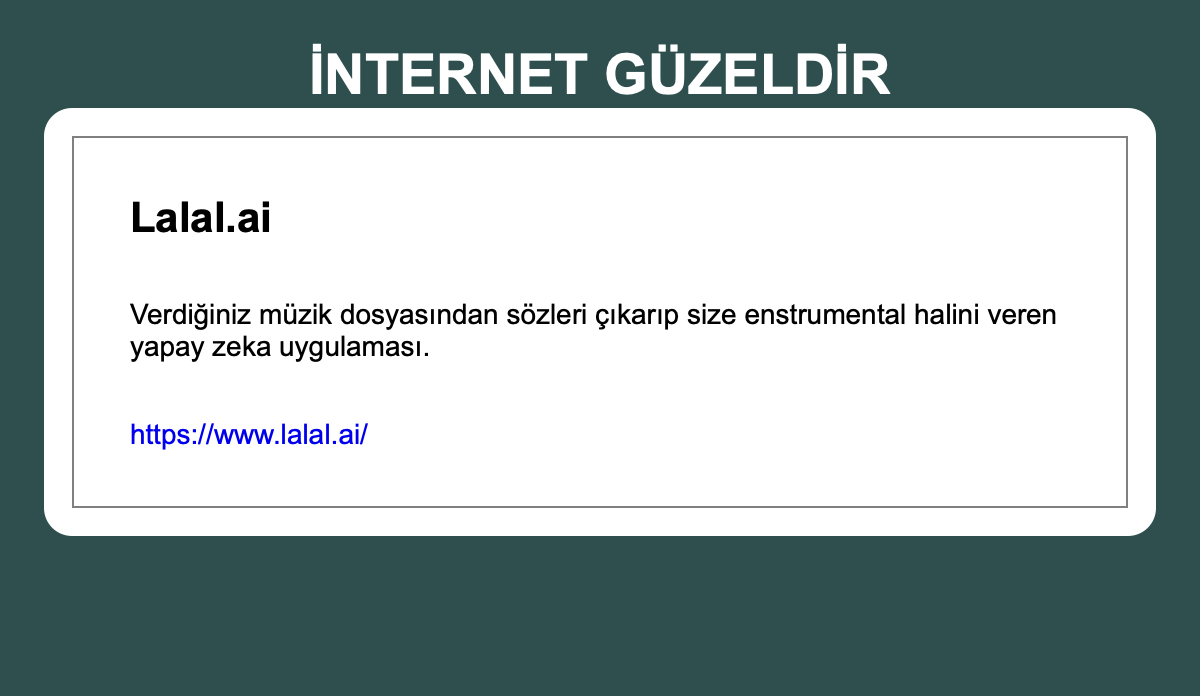 İNTERNET GÜZELDİR
Lalal.ai
Verdiğiniz müzik dosyasından sözleri çıkarıp size enstrumental halini veren
yapay zeka uygulaması.
https://www.lalal.ai/